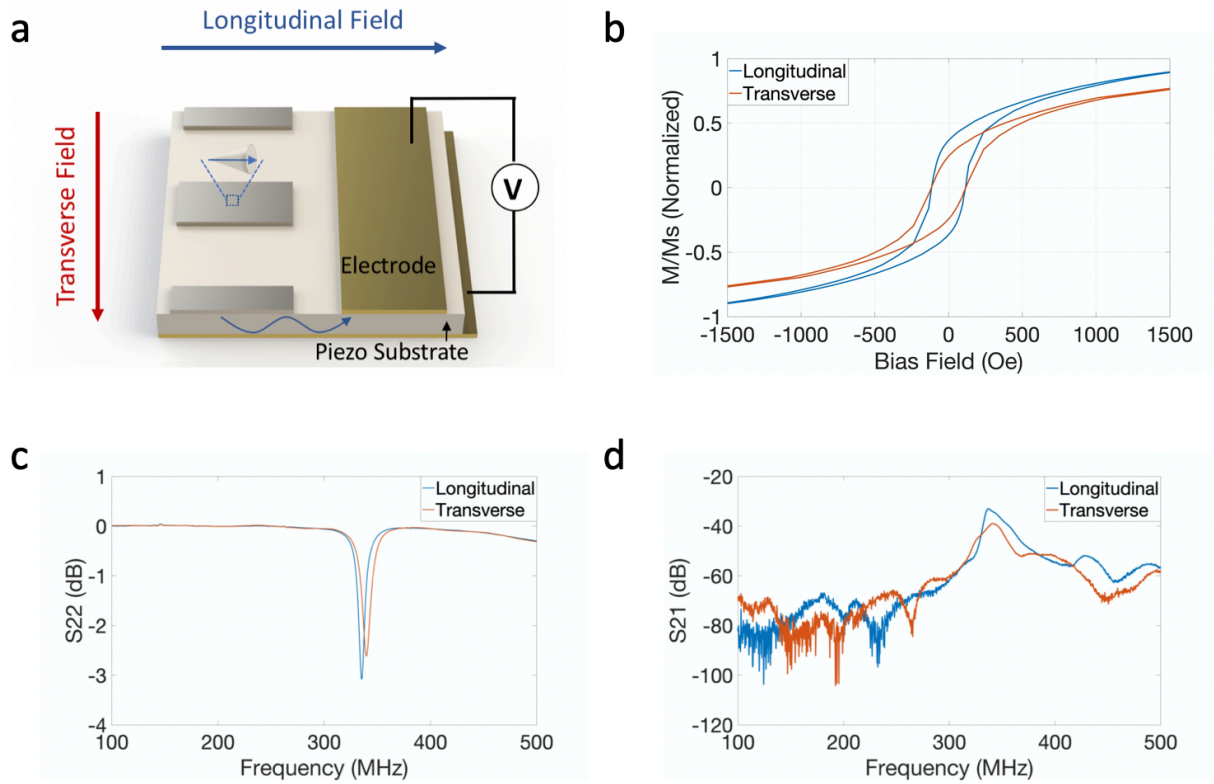 a
Longitudinal Field
Transverse Field
V
Electrode
Piezo Substrate
b
M/Ms (Normalized)
1
0.5
0
-0.5
-1
Longitudinal
Transverse
-1500 -1000 -500 0 500 1000 1500
Bias Field (Oe)
c
S22 (dB)
1
0
-1
-2
-3
-4
Longitudinal
Transverse
100 200 300 400 500
Frequency (MHz)
d
S21 (dB)
-20
-40
-60
-80
-100
-120
Longitudinal
Transverse
100 200 300 400 500
Frequency (MHz)